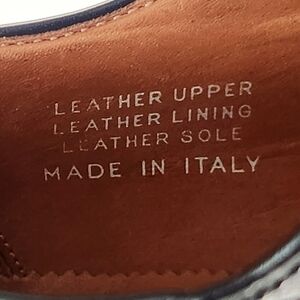 LEATHER UPPER
LEATHER LINING
LEATHER SOLE
MADE IN ITALY